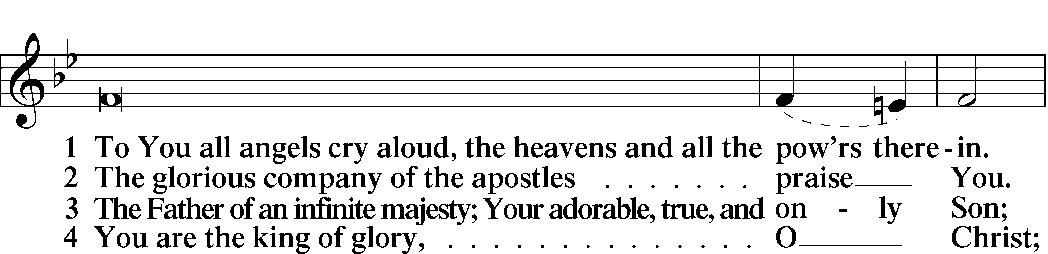 1 To You all angels cry aloud, the heavens and all the pow'rs there-in.
2 The glorious company of the apostles . . . . . . . praise____ You.
3 The Father of an infinite majesty; Your adorable, true, and on - ly Son;
4 You are the king of glory, . . . . . . . . . . . . . . O________ Christ;